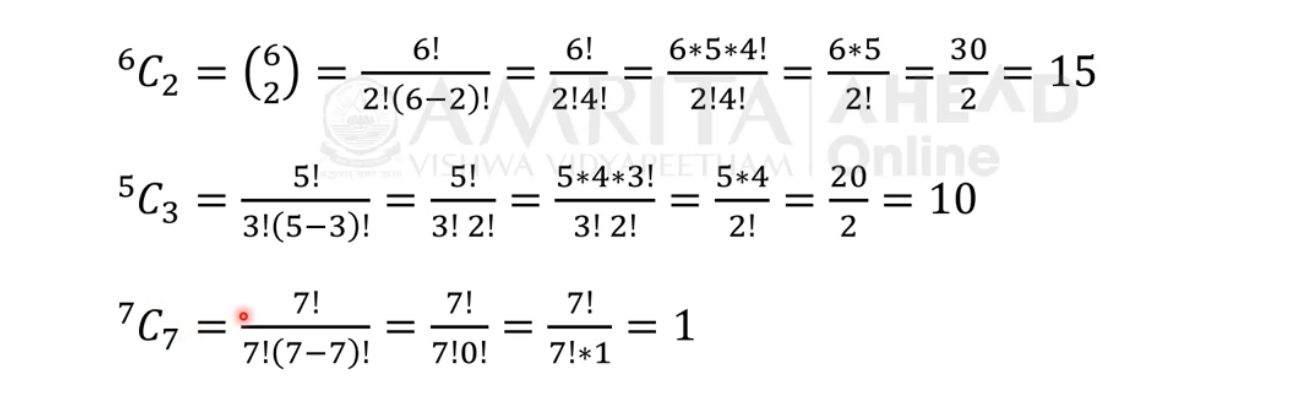 ⁶C₂ = (6 2) = 6!/2!(6−2)! = 6!/2!4! = 6∗5∗4!/2!4! = 6∗5/2! = 30/2 = 15
AMRITA AHEAD
VISHWA VIDYAPEETHAM Online
⁵C₃ = 5!/3!(5−3)! = 5!/3! 2! = 5∗4∗3!/3! 2! = 5∗4/2! = 20/2 = 10
⁷C₇ = 7!/7!(7−7)! = 7!/7!0! = 7!/7!∗1 = 1